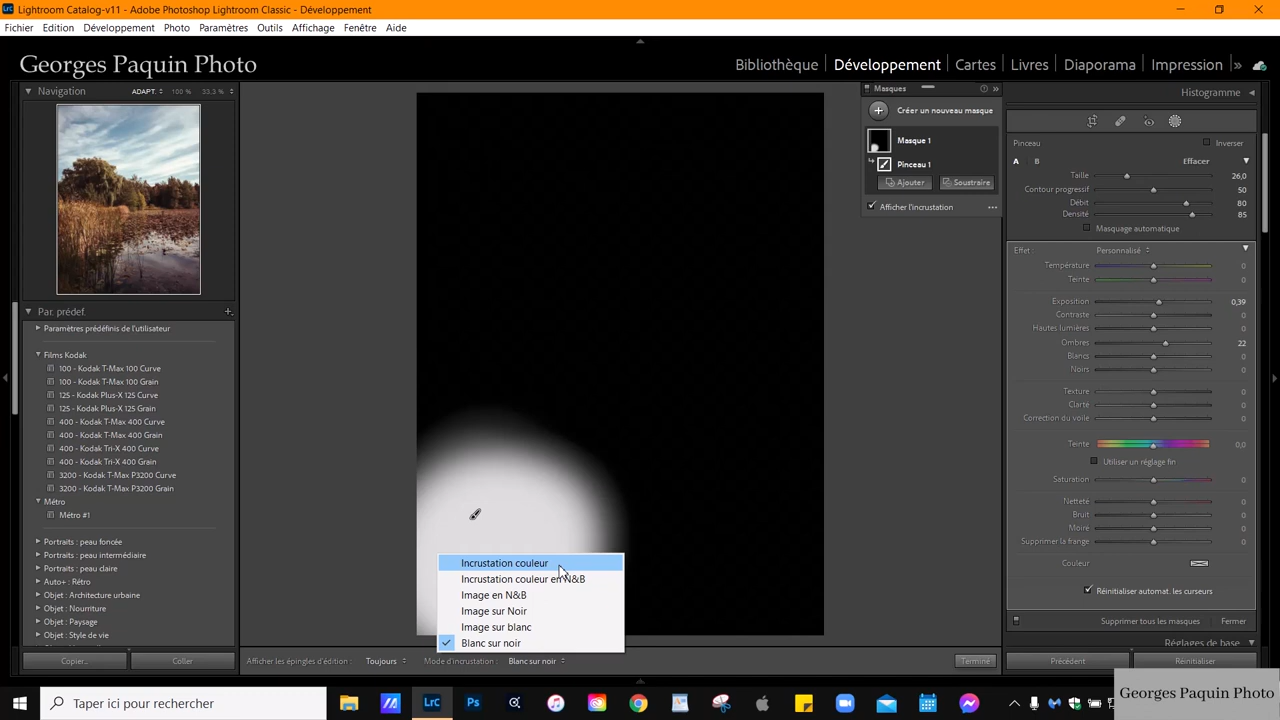 Lightroom Catalog-v11 - Adobe Photoshop Lightroom Classic - Développement
Fichier Edition Développement Photo Paramètres Outils Affichage Fenêtre Aide
Georges Paquin Photo
Bibliothèque Développement Cartes Livres Diaporama Impression »
Navigation ADAPT. 100 % 33.3 %
Par. prédef.
Paramètres prédéfinis de l'utilisateur
Films Kodak
100 - Kodak T-Max 100 Curve
100 - Kodak T-Max 100 Grain
125 - Kodak Plus-X 125 Curve
125 - Kodak Plus-X 125 Grain
400 - Kodak T-Max 400 Curve
400 - Kodak T-Max 400 Grain
400 - Kodak Tri-X 400 Curve
400 - Kodak Tri-X 400 Grain
3200 - Kodak T-Max P3200 Curve
3200 - Kodak T-Max P3200 Grain
Métro
Métro #1
Portraits : peau foncée
Portraits : peau intermédiaire
Portraits : peau claire
Auto+ : Rétro
Objet : Architecture urbaine
Objet : Nourriture
Objet : Paysage
Objet : Style de vie
Copier... Coller
Incrustation couleur
Incrustation couleur en N&B
Image en N&B
Image sur Noir
Image sur blanc
Blanc sur noir
Afficher les épingles d'édition : Toujours Mode d'incrustation : Blanc sur noir Terminé
Masques
Créer un nouveau masque
Masque 1
Pinceau 1
Ajouter Soustraire
Afficher l'incrustation
Histogramme
Pinceau Inverser
A B Effacer
Taille 26,0
Contour progressif 50
Débit 80
Densité 85
Masquage automatique
Effet : Personnalisé
Température 0
Teinte 0
Exposition 0,39
Contraste 0
Hautes lumières 0
Ombres 22
Blancs 0
Noirs 0
Texture 0
Clarté 0
Correction du voile 0
Teinte 0,0
Utiliser un réglage fin
Saturation 0
Netteté 0
Bruit 0
Moiré 0
Supprimer la frange 0
Couleur
Réinitialiser automat. les curseurs
Supprimer tous les masques Fermer
Réglages de base
Précédent Réinitialiser
Taper ici pour rechercher
LrC Ps
Georges Paquin Photo